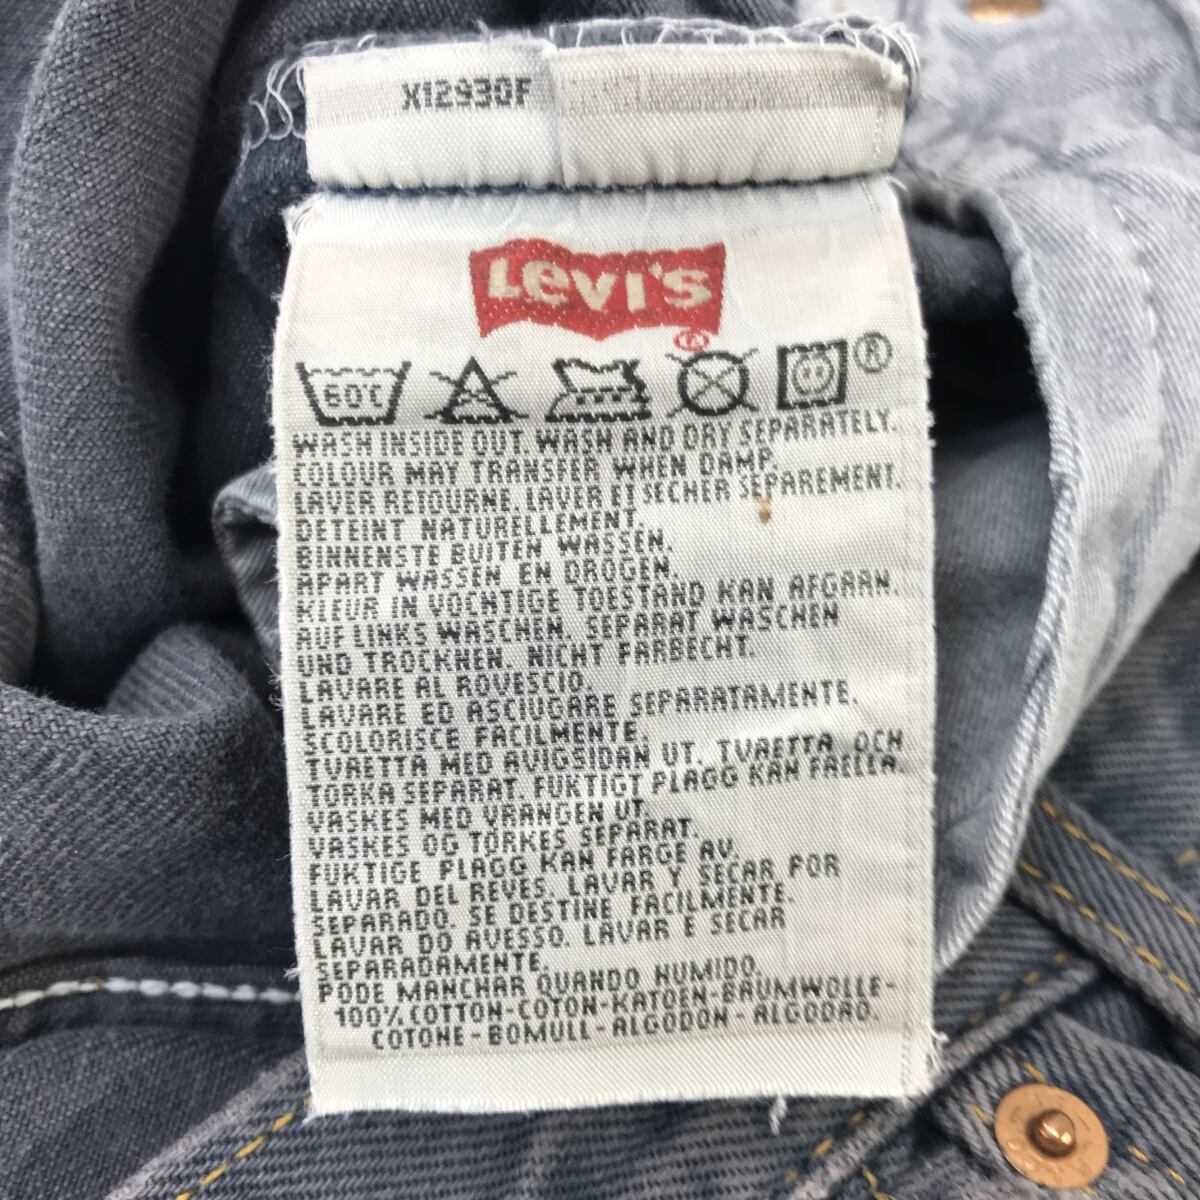 X12930F
Levi's
®
60°C
®
WASH INSIDE OUT. WASH AND DRY SEPARATELY.
COLOUR MAY TRANSFER WHEN DAMP.
LAVER RETOURNE. LAVER ET SECHER SEPAREMENT.
DETEINT NATURELLEMENT.
BINNENSTE BUITEN WASSEN.
APART WASSEN EN DROGEN.
KLEUR IN VOCHTIGE TOESTAND KAN AFGAAN.
AUF LINKS WASCHEN. SEPARAT WASCHEN
UND TROCKNEN. NICHT FARBECHT.
LAVARE AL ROVESCIO.
LAVARE ED ASCIUGARE SEPARATAMENTE.
SCOLORISCE FACILMENTE.
TVAETTA MED AVIGSIDAN UT. TVAETTA OCH
TORKA SEPARAT. FUKTIGT PLAGG KAN FAELLA.
VASKES MED VRANGEN UT.
VASKES OG TORKES SEPARAT.
FUKTIGE PLAGG KAN FARGE AV.
LAVAR DEL REVES. LAVAR Y SECAR POR
SEPARADO. SE DESTINE FACILMENTE.
LAVAR DO AVESSO. LAVAR E SECAR
SEPARADAMENTE.
PODE MANCHAR QUANDO HUMIDO.
100% COTTON-COTON-KATOEN-BAUMWOLLE-
COTONE-BOMULL-ALGODON-ALGODAO.